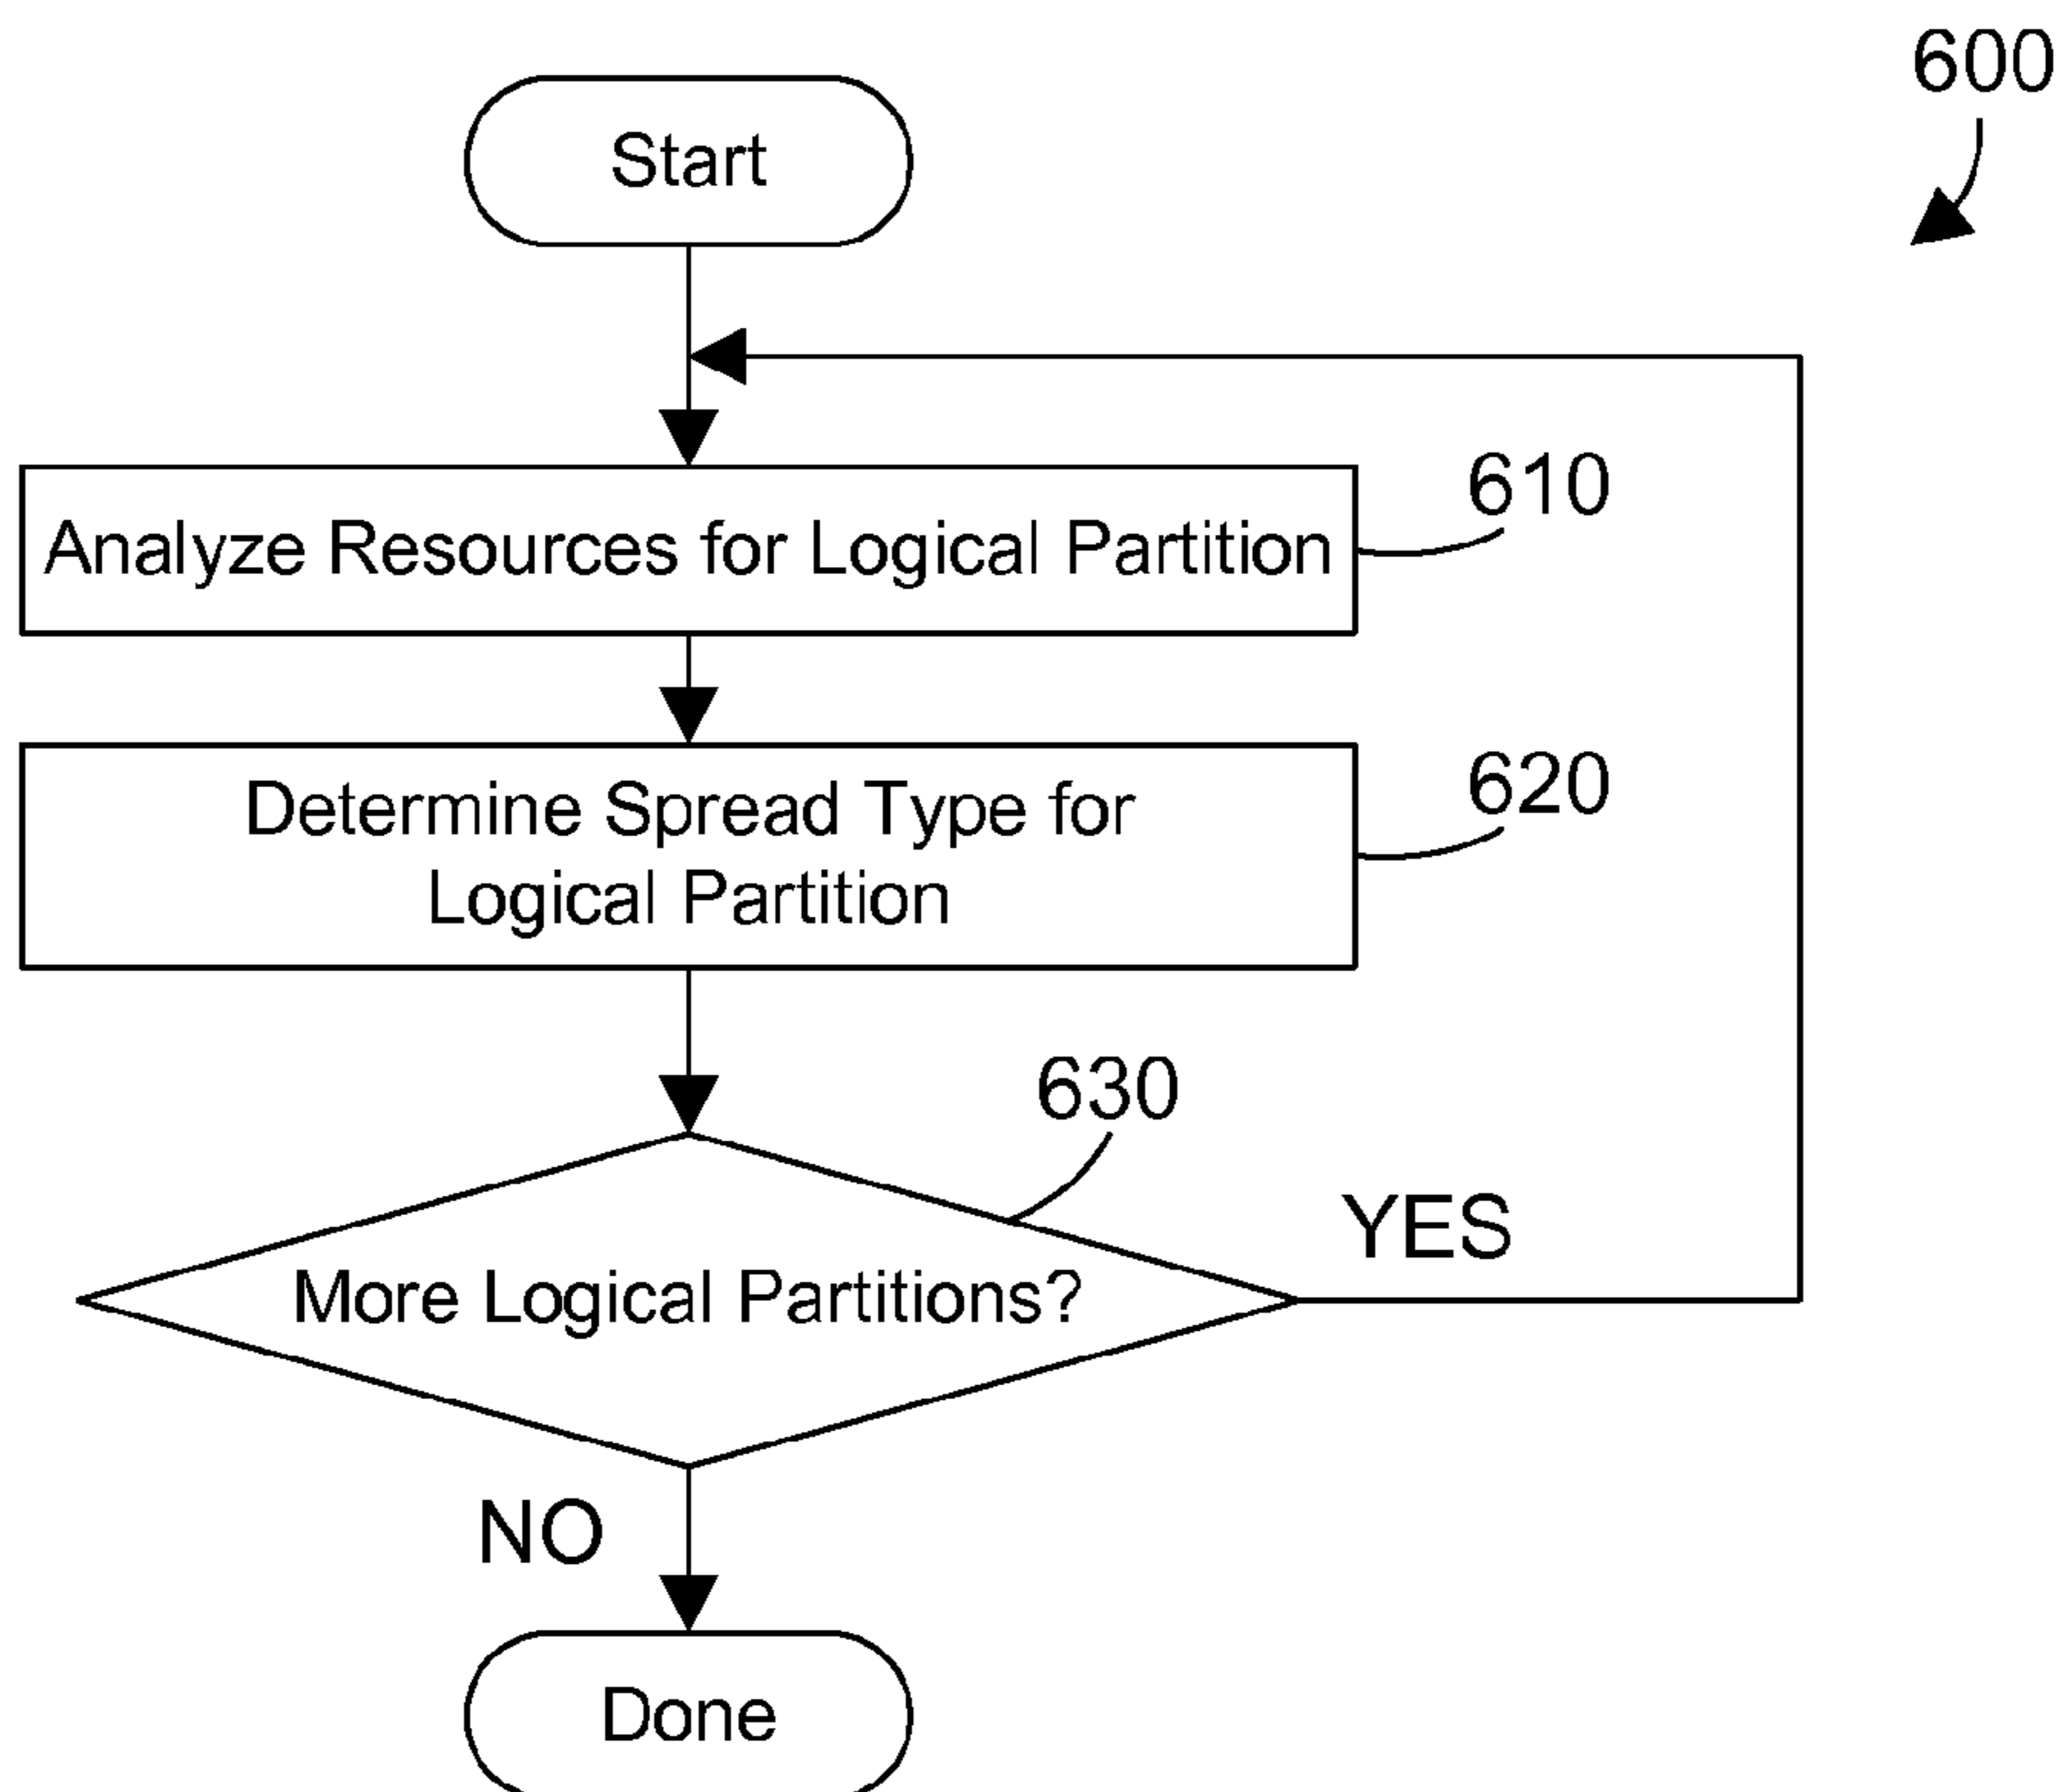 600
Start
Analyze Resources for Logical Partition
610
Determine Spread Type for
Logical Partition
620
630
More Logical Partitions?
YES
NO
Done